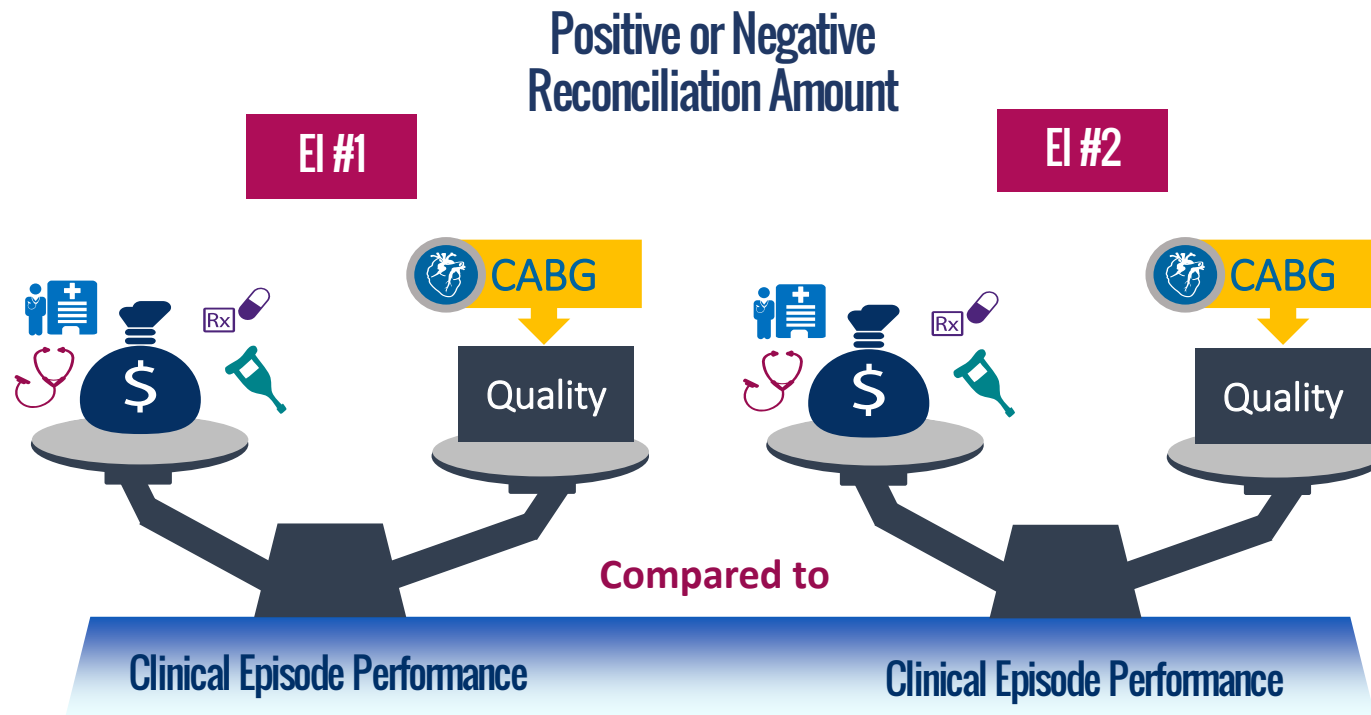 Positive or Negative
Reconciliation Amount
EI #1
EI #2
CABG
CABG
Rx
$
Quality
Rx
$
Quality
Compared to
Clinical Episode Performance
Clinical Episode Performance